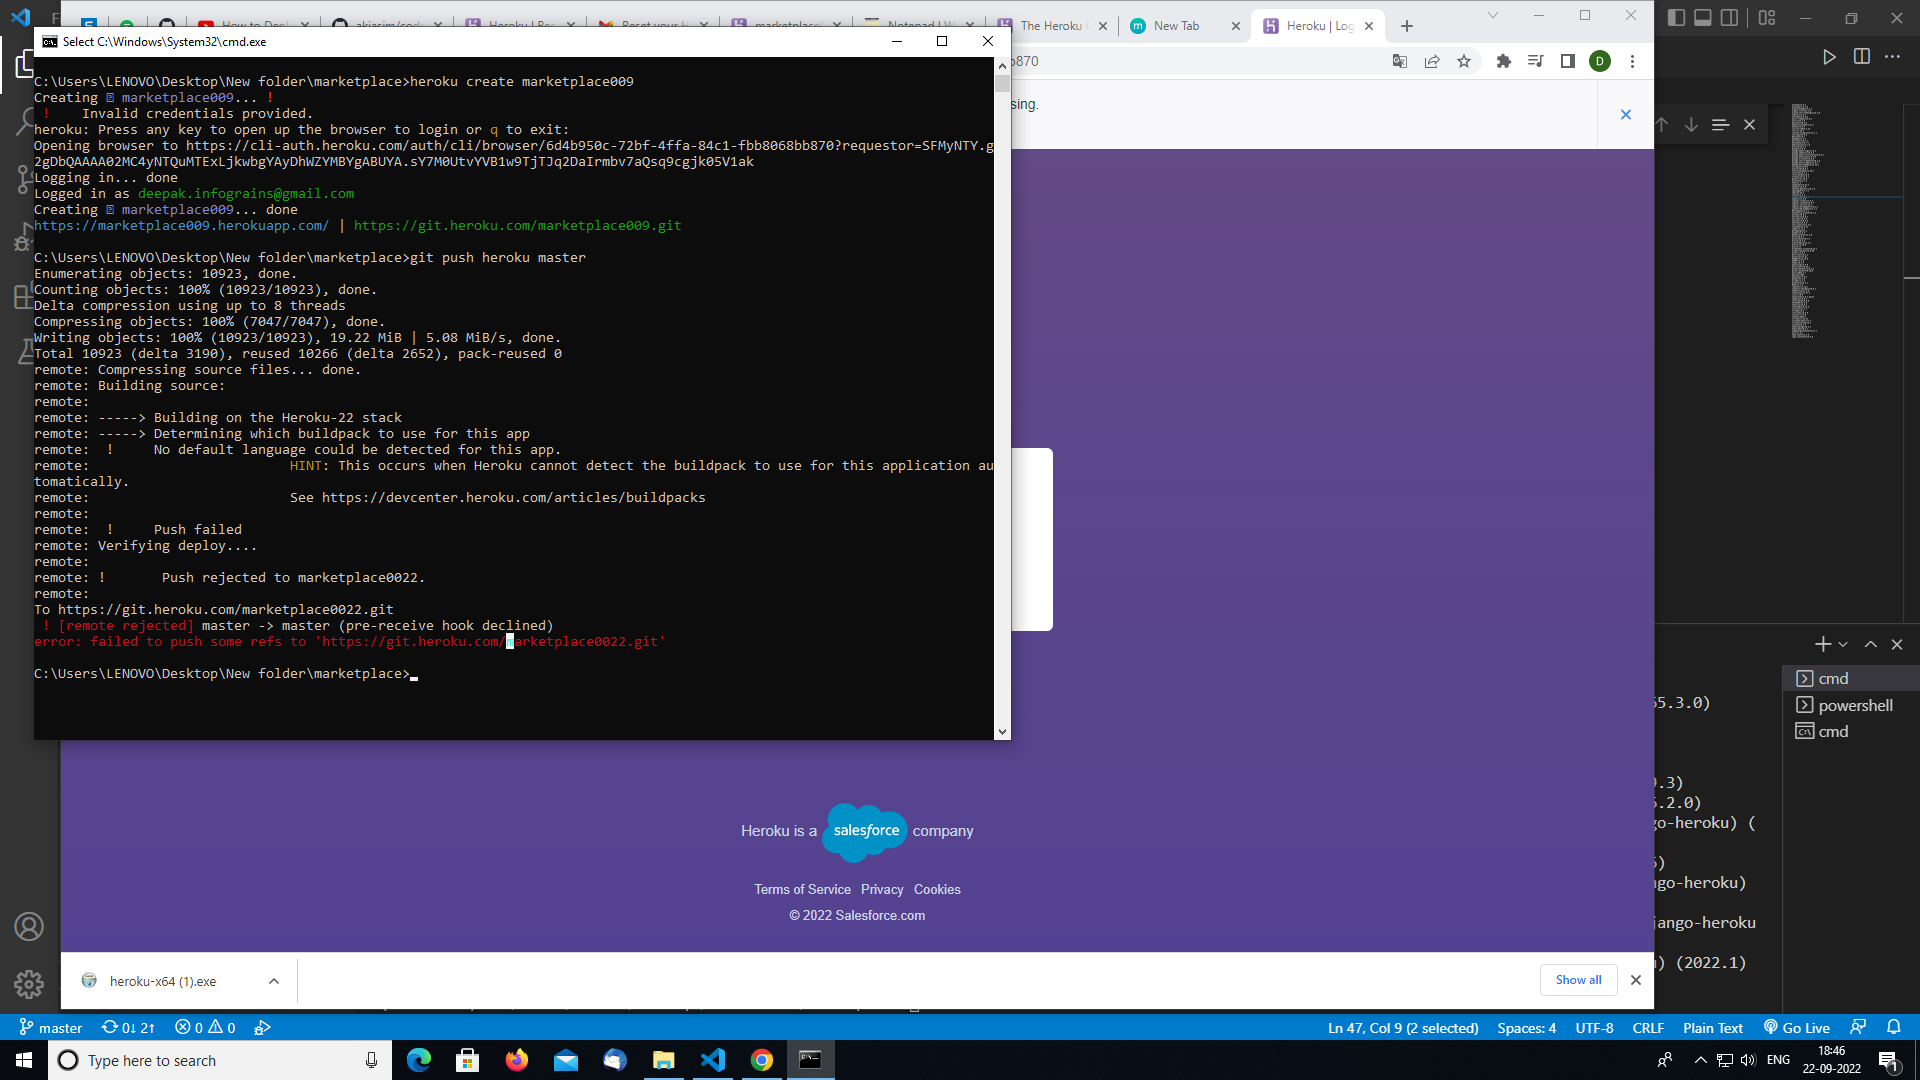 How to Dep
akjasim/cod
Heroku | Re
Reset your h
marketplace
Notepad | W
The Heroku C
New Tab
Heroku | Log
Select C:\Windows\System32\cmd.exe
b870
D
sing.
C:\Users\LENOVO\Desktop\New folder\marketplace>heroku create marketplace009
Creating ⍰ marketplace009... !
!    Invalid credentials provided.
heroku: Press any key to open up the browser to login or q to exit:
Opening browser to https://cli-auth.heroku.com/auth/cli/browser/6d4b950c-72bf-4ffa-84c1-fbb8068bb870?requestor=SFMyNTY.g
2gDbQAAAA02MC4yNTQuMTExLjkwbgYAyDhWZYMBYgABUYA.sY7M0UtvYVB1w9TjTJq2DaIrmbv7aQsq9cgjk05V1ak
Logging in... done
Logged in as deepak.infograins@gmail.com
Creating ⍰ marketplace009... done
https://marketplace009.herokuapp.com/ | https://git.heroku.com/marketplace009.git
C:\Users\LENOVO\Desktop\New folder\marketplace>git push heroku master
Enumerating objects: 10923, done.
Counting objects: 100% (10923/10923), done.
Delta compression using up to 8 threads
Compressing objects: 100% (7047/7047), done.
Writing objects: 100% (10923/10923), 19.22 MiB | 5.08 MiB/s, done.
Total 10923 (delta 3190), reused 10266 (delta 2652), pack-reused 0
remote: Compressing source files... done.
remote: Building source:
remote:
remote: -----> Building on the Heroku-22 stack
remote: -----> Determining which buildpack to use for this app
remote:  !     No default language could be detected for this app.
remote:                         HINT: This occurs when Heroku cannot detect the buildpack to use for this application au
tomatically.
remote:                         See https://devcenter.heroku.com/articles/buildpacks
remote:
remote:  !     Push failed
remote: Verifying deploy....
remote:
remote: !       Push rejected to marketplace0022.
remote:
To https://git.heroku.com/marketplace0022.git
! [remote rejected] master -> master (pre-receive hook declined)
error: failed to push some refs to 'https://git.heroku.com/marketplace0022.git'
C:\Users\LENOVO\Desktop\New folder\marketplace>
cmd
powershell
cmd
55.3.0)
.3)
5.2.0)
go-heroku) (
)
ngo-heroku)
jango-heroku
) (2022.1)
Heroku is a salesforce company
Terms of Service Privacy Cookies
© 2022 Salesforce.com
heroku-x64 (1).exe
Show all
master
0↓ 2↑
0
0
Ln 47, Col 9 (2 selected)
Spaces: 4
UTF-8
CRLF
Plain Text
Go Live
Type here to search
ENG
18:46
22-09-2022
1